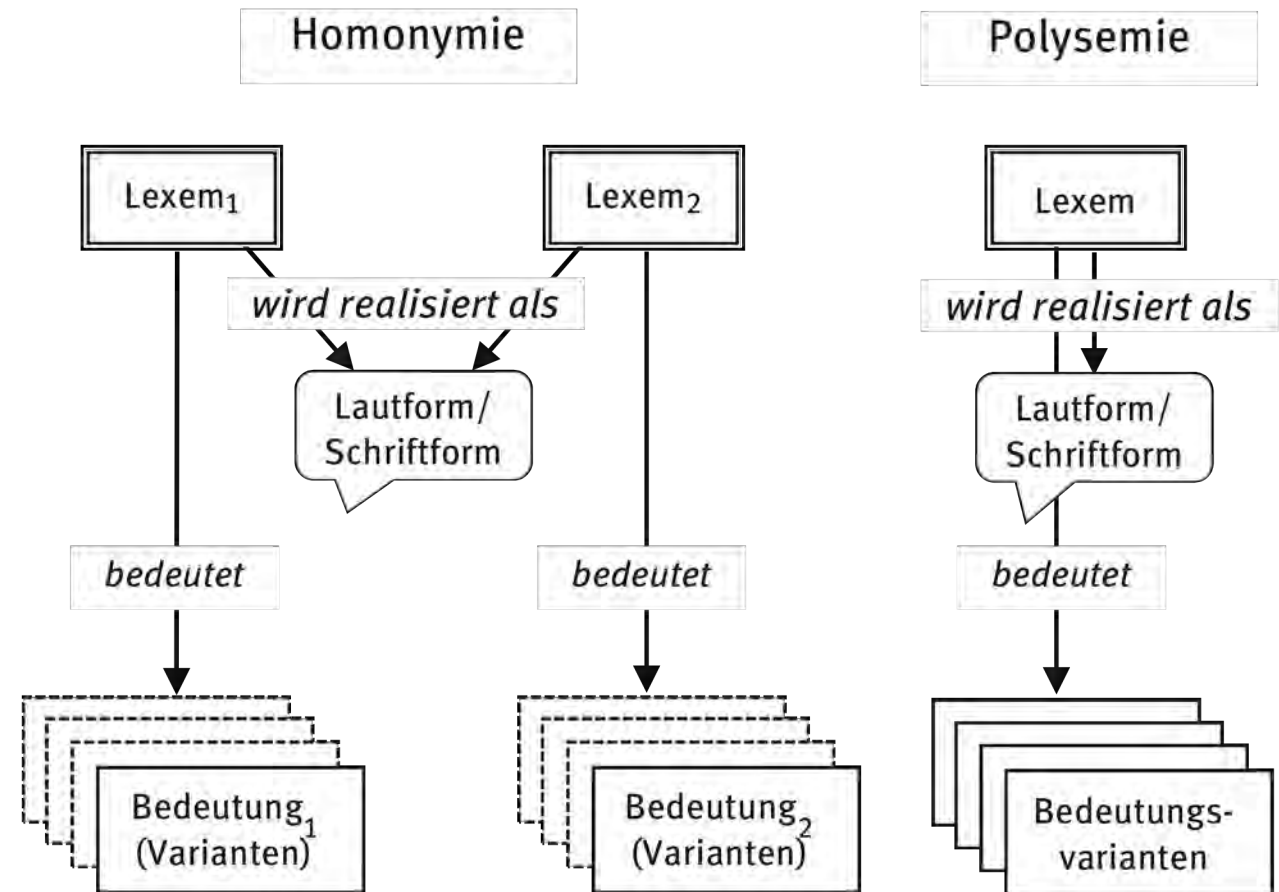 Homonymie
Polysemie
Lexem₁
Lexem₂
Lexem
wird realisiert als
wird realisiert als
Lautform/
Schriftform
Lautform/
Schriftform
bedeutet
bedeutet
bedeutet
Bedeutung₁
(Varianten)
Bedeutung₂
(Varianten)
Bedeutungs-
varianten